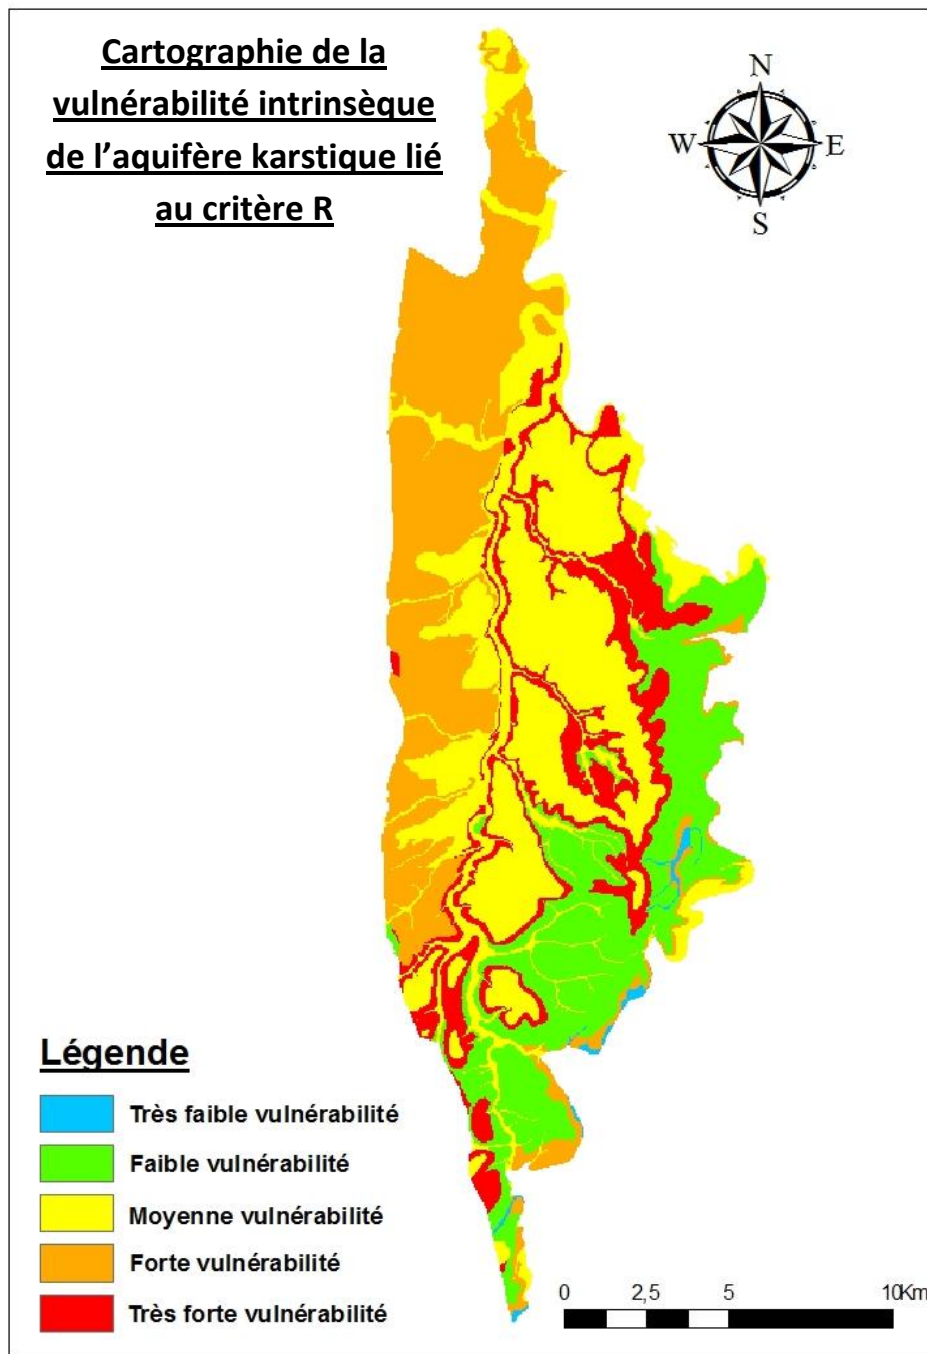 Cartographie de la
vulnérabilité intrinsèque
de l’aquifère karstique lié
au critère R
N
W E
S
Légende
Très faible vulnérabilité
Faible vulnérabilité
Moyenne vulnérabilité
Forte vulnérabilité
Très forte vulnérabilité
0 2,5 5 10Km